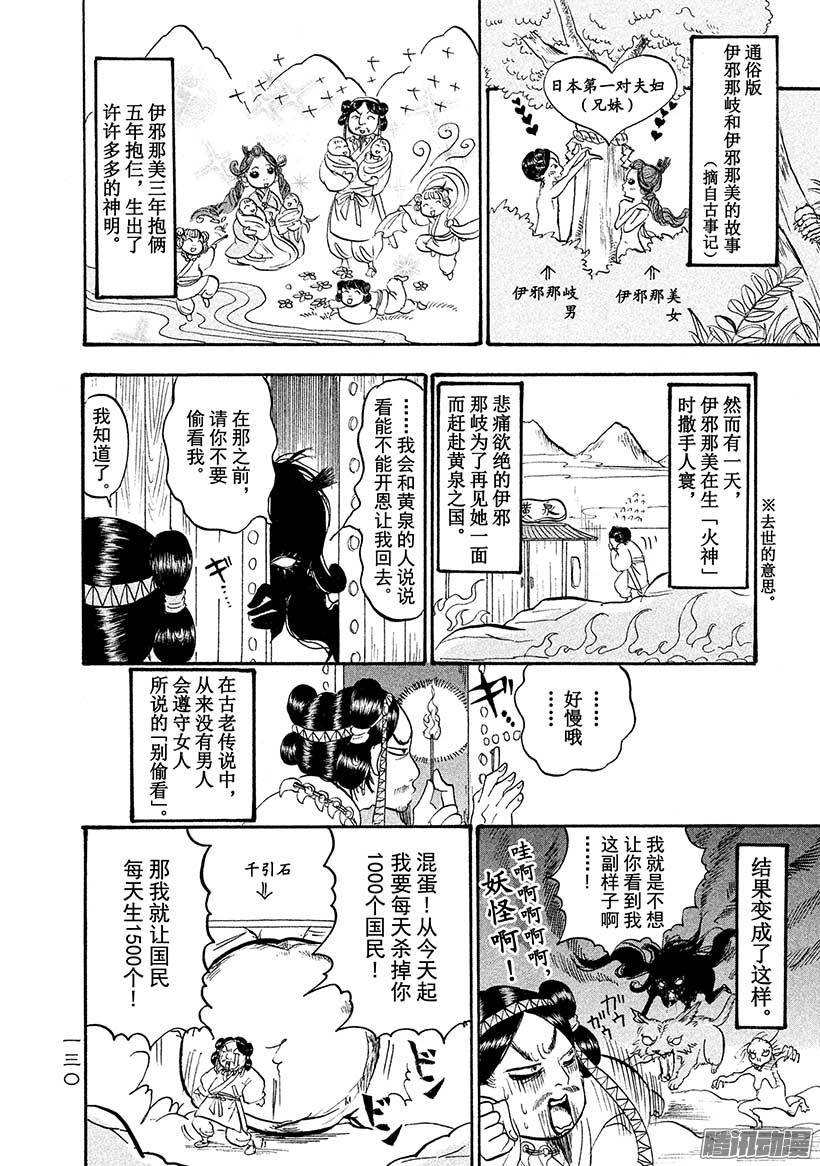 通俗版
伊邪那岐和伊邪那美的故事
（摘自古事记）
日本第一对夫妇
（兄妹）
⇑
伊邪那美
女
⇑
伊邪那岐
男
伊邪那美三年抱俩
五年抱仨，生出了
许许多多的神明。
※去世的意思。
然而有一天，
伊邪那美在生「火神」
时撒手人寰，
黄泉
悲痛欲绝的伊邪
那岐为了再见她一面
而赶赴黄泉之国。
……我会和黄泉的人说说
看能不能开恩让我回去。
在那之前，
请你不要
偷看我。
我知道了。
ギギ…
……
好慢哦
……
在古老传说中，
从来没有男人
会遵守女人
所说的「别偷看」。
结果变成了这样。
我就是不想
让你看到我
这副样子啊
……！
哇啊啊啊啊啊，
妖怪啊！
ガウ
ガウ
混蛋！从今天起
我要每天杀掉你
1000个国民！
千引石
⇓
那我就让国民
每天生1500个！
ドン
ドン
一三〇
腾讯动漫